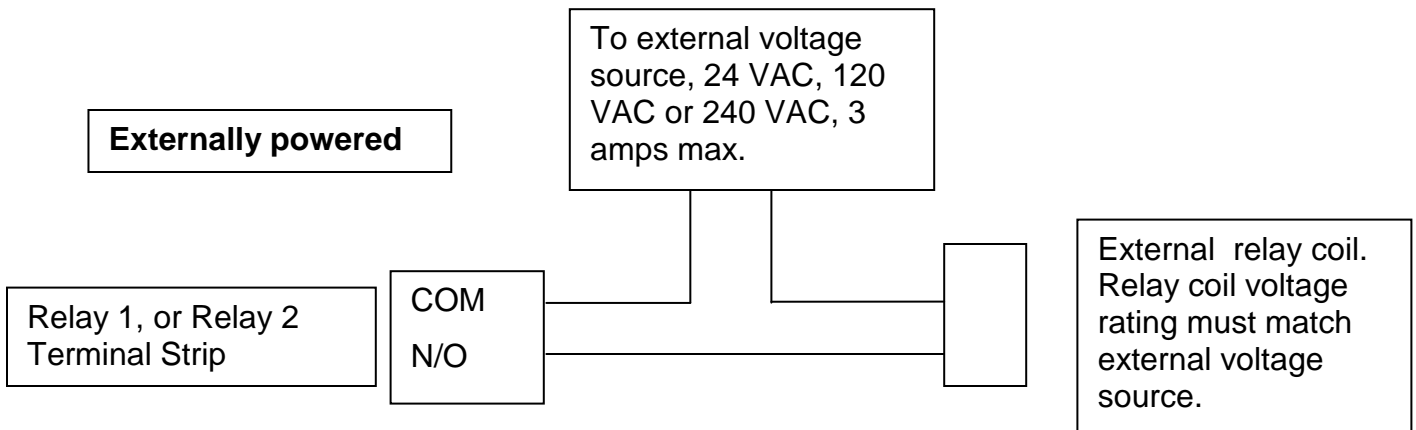 To external voltage
source, 24 VAC, 120
VAC or 240 VAC, 3
amps max.
Externally powered
Relay 1, or Relay 2
Terminal Strip
COM
N/O
External relay coil.
Relay coil voltage
rating must match
external voltage
source.